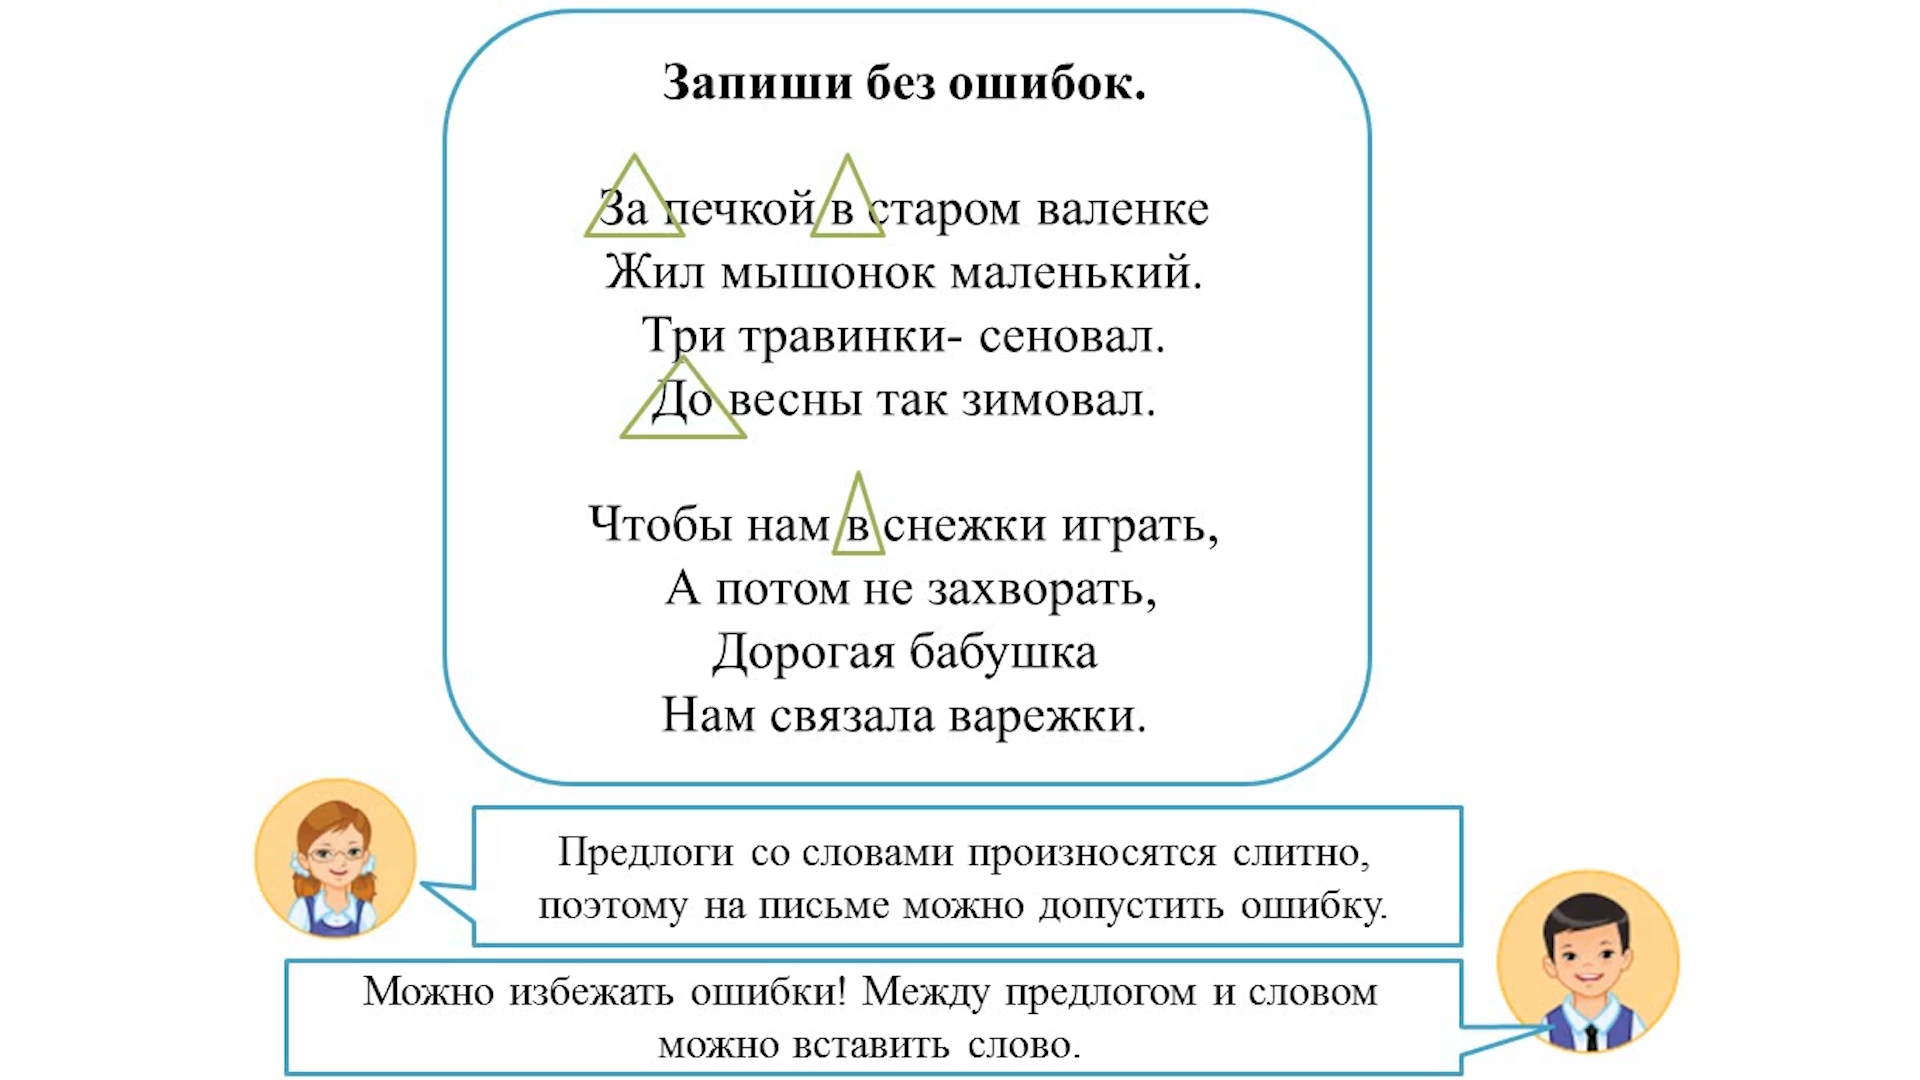 Запиши без ошибок.
За печкой в старом валенке
Жил мышонок маленький.
Три травинки- сеновал.
До весны так зимовал.
Чтобы нам в снежки играть,
А потом не захворать,
Дорогая бабушка
Нам связала варежки.
Предлоги со словами произносятся слитно,
поэтому на письме можно допустить ошибку.
Можно избежать ошибки! Между предлогом и словом
можно вставить слово.